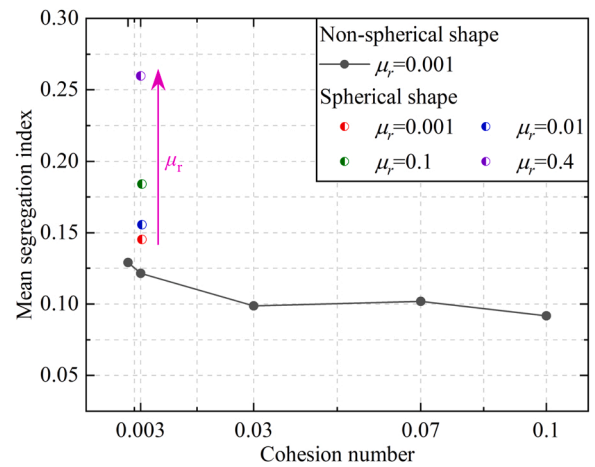 0.30
0.25
0.20
0.15
0.10
0.05
Mean segregation index
Non-spherical shape
μr=0.001
Spherical shape
μr=0.001 μr=0.01
μr=0.1 μr=0.4
μr
0.003 0.03 0.07 0.1
Cohesion number